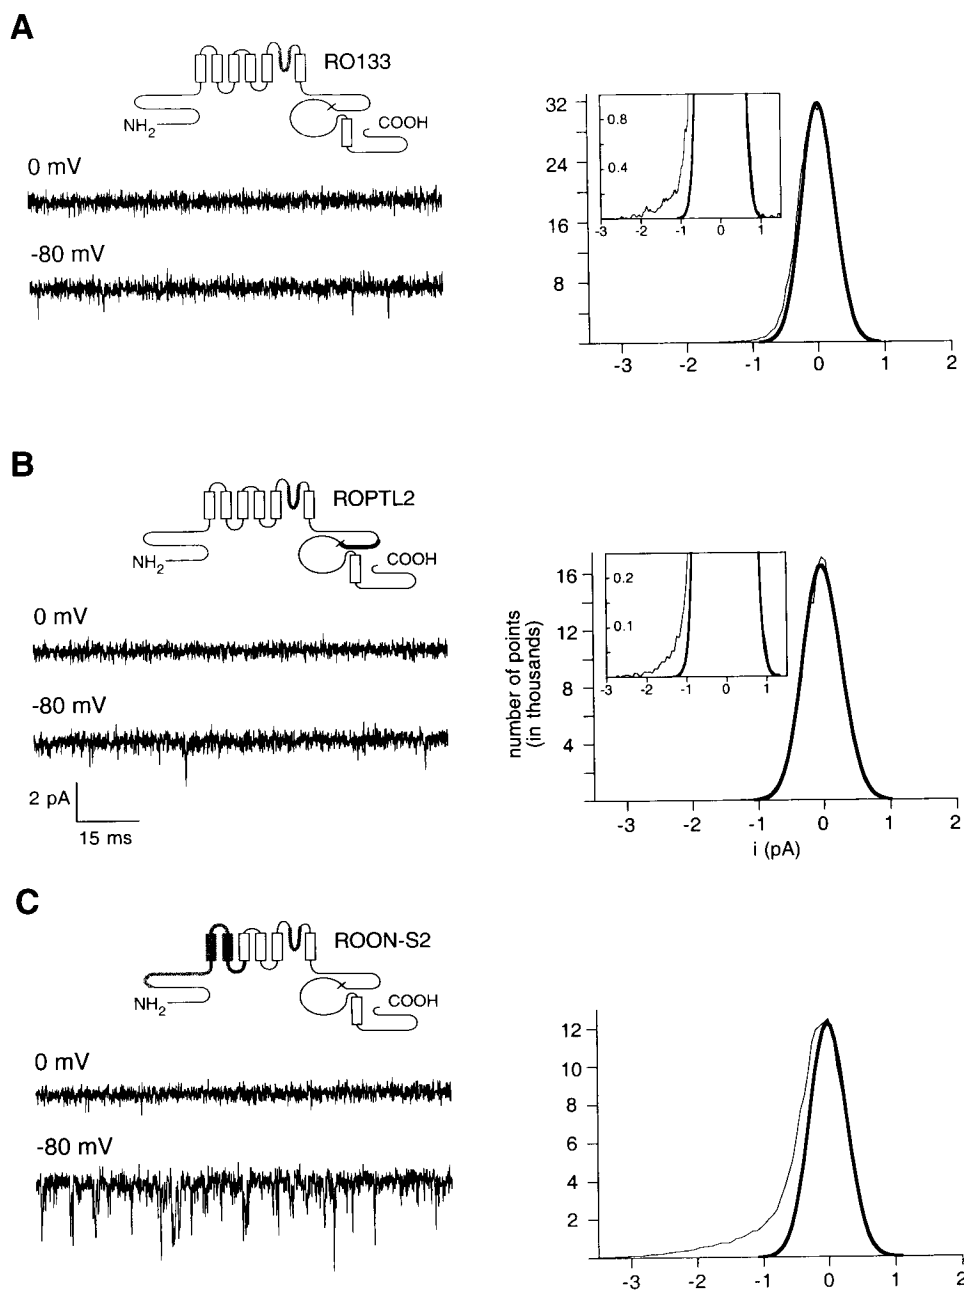 A
RO133
NH2
COOH
0 mV
-80 mV
32
24
16
8
0.8
0.4
-3 -2 -1 0 1
-3 -2 -1 0 1 2
B
ROPTL2
NH2
COOH
0 mV
-80 mV
2 pA
15 ms
number of points
(in thousands)
16
12
8
4
0.2
0.1
-3 -2 -1 0 1
-3 -2 -1 0 1 2
i (pA)
C
ROON-S2
NH2
COOH
0 mV
-80 mV
12
10
8
6
4
2
-3 -2 -1 0 1 2